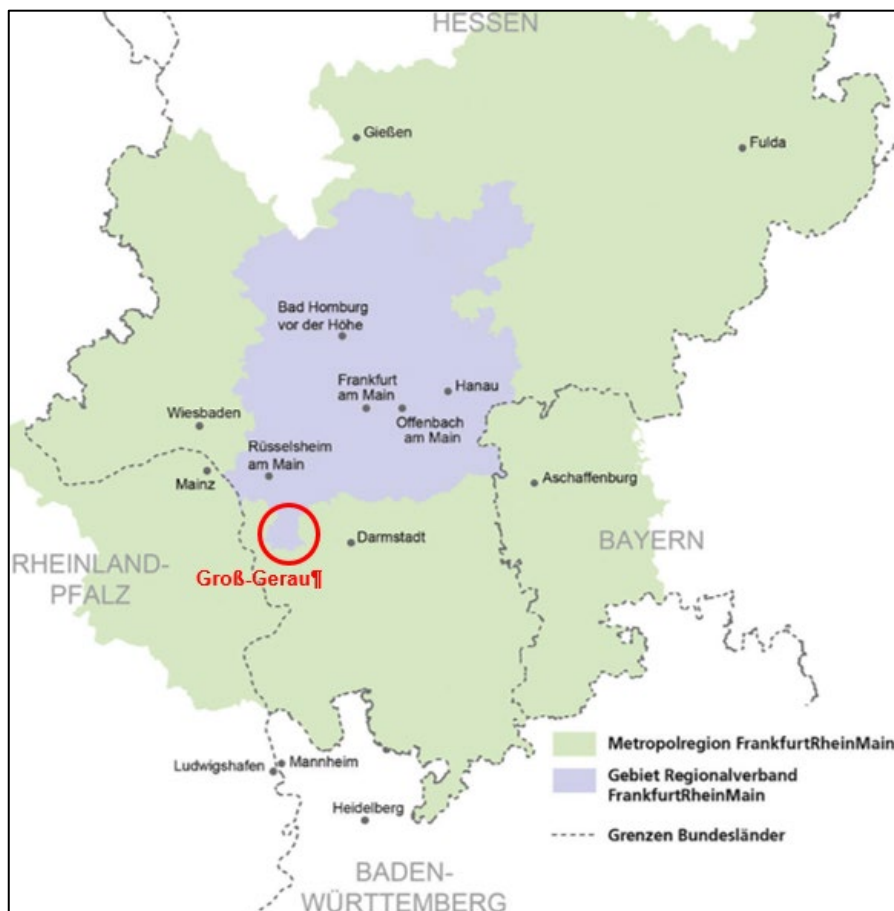 HESSEN
Gießen
Fulda
Bad Homburg
vor der Höhe
Frankfurt
am Main
Hanau
Offenbach
am Main
Wiesbaden
Rüsselsheim
am Main
Mainz
Aschaffenburg
Darmstadt
BAYERN
RHEINLAND-
PFALZ
Groß-Gerau¶
Ludwigshafen
Mannheim
Heidelberg
BADEN-
WÜRTTEMBERG
Metropolregion FrankfurtRheinMain
Gebiet Regionalverband
FrankfurtRheinMain
Grenzen Bundesländer